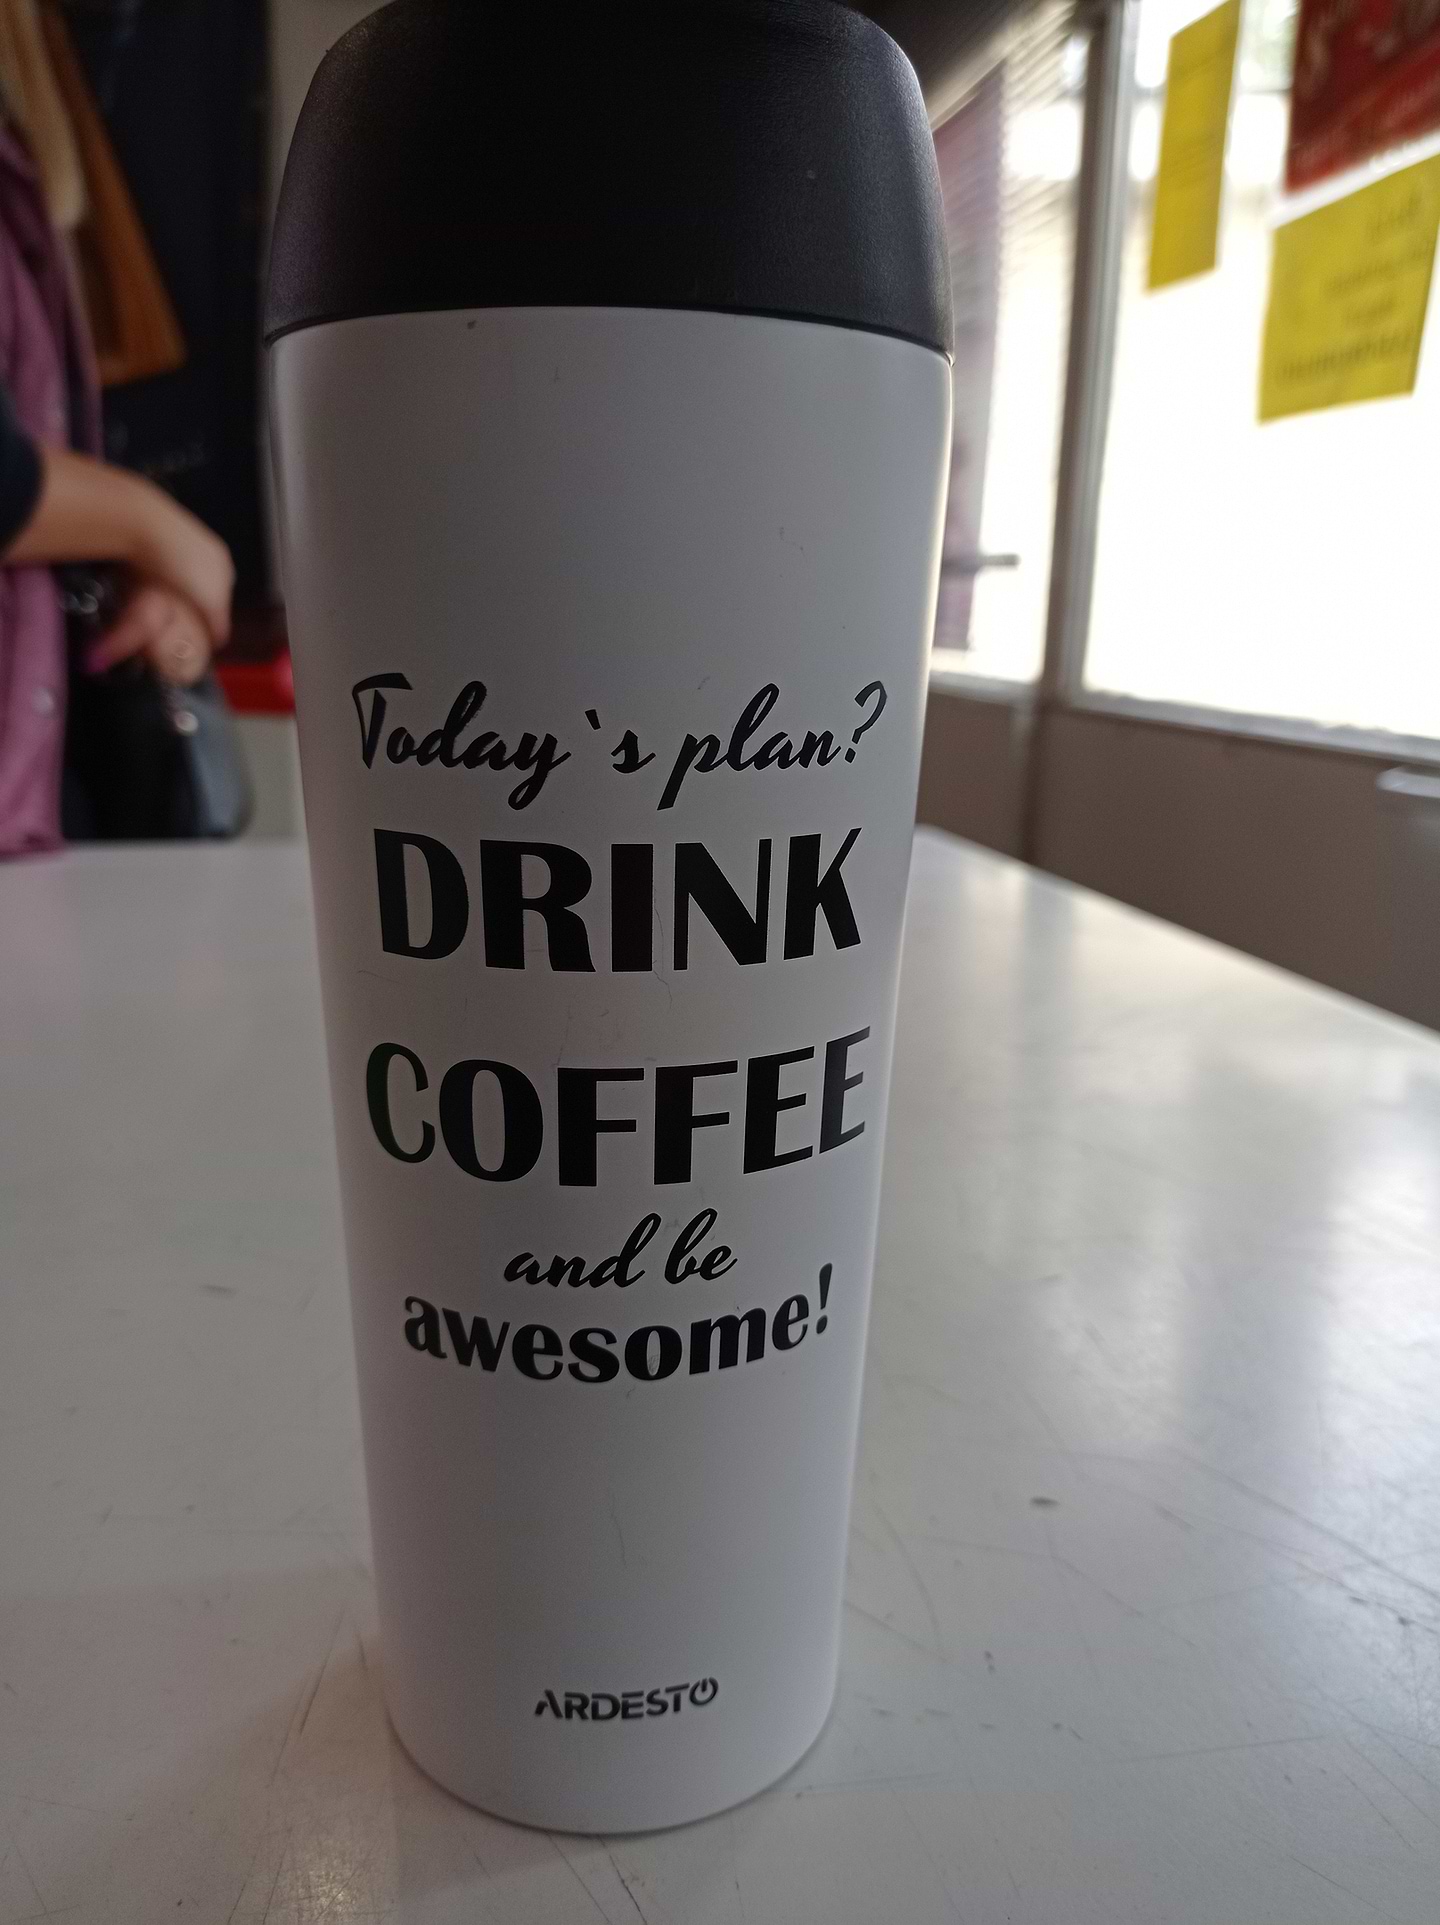 Today`s plan?
DRINK
COFFEE
and be
awesome!
ARDESTO